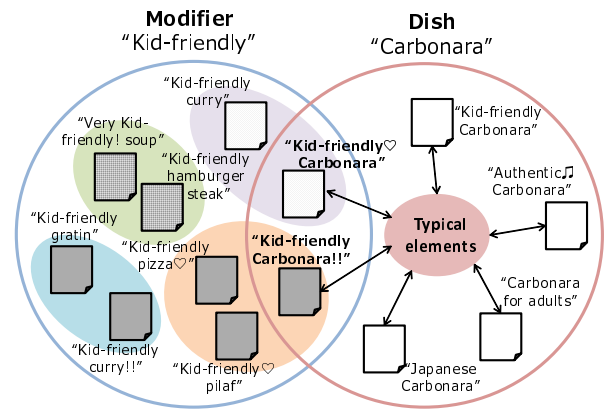 Modifier
“Kid-friendly”
Dish
“Carbonara”
“Kid-friendly
curry”
“Very Kid-
friendly! soup”
“Kid-friendly
hamburger
steak”
“Kid-friendly♡
Carbonara”
“Kid-friendly
Carbonara”
“Authentic♫
Carbonara”
“Kid-friendly
gratin”
“Kid-friendly
pizza♡”
“Kid-friendly
Carbonara!!”
Typical
elements
“Carbonara
for adults”
“Kid-friendly
curry!!”
“Kid-friendly♡
pilaf”
“Japanese
Carbonara”